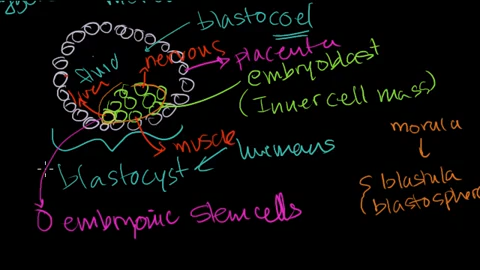 blastocoel
nervous
placenta
fluid
embryoblast
liver
(Inner cell mass)
muscle
morula
humans
blastocyst
blastula
(blastosphere
embryonic stem cells